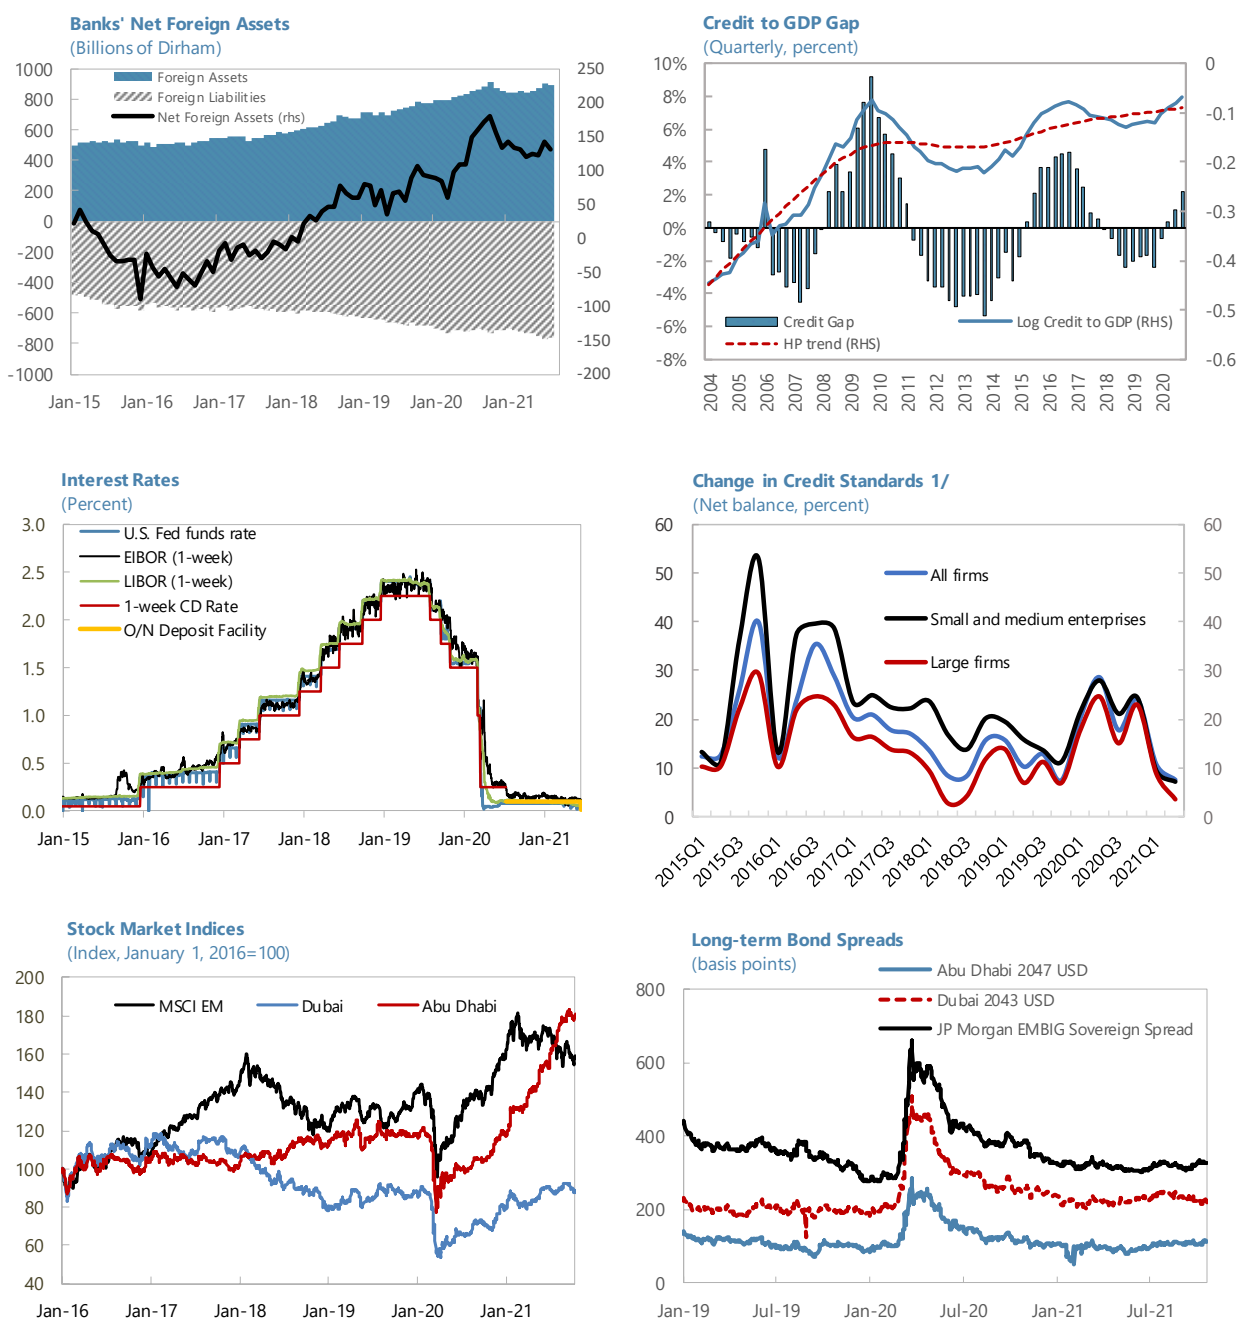 Banks' Net Foreign Assets
(Billions of Dirham)
1000
800
600
400
200
0
-200
-400
-600
-800
-1000
Foreign Assets
Foreign Liabilities
Net Foreign Assets (rhs)
250
200
150
100
50
0
-50
-100
-150
-200
Jan-15 Jan-16 Jan-17 Jan-18 Jan-19 Jan-20 Jan-21
Credit to GDP Gap
(Quarterly, percent)
10%
8%
6%
4%
2%
0%
-2%
-4%
-6%
-8%
0
-0.1
-0.2
-0.3
-0.4
-0.5
-0.6
Credit Gap
Log Credit to GDP (RHS)
HP trend (RHS)
2004 2005 2006 2007 2008 2009 2010 2011 2012 2013 2014 2015 2016 2017 2018 2019 2020
Interest Rates
(Percent)
3.0
2.5
2.0
1.5
1.0
0.5
0.0
U.S. Fed funds rate
EIBOR (1-week)
LIBOR (1-week)
1-week CD Rate
O/N Deposit Facility
Jan-15 Jan-16 Jan-17 Jan-18 Jan-19 Jan-20 Jan-21
Change in Credit Standards 1/
(Net balance, percent)
60
50
40
30
20
10
0
All firms
Small and medium enterprises
Large firms
60
50
40
30
20
10
0
2015Q1 2015Q3 2016Q1 2016Q3 2017Q1 2017Q3 2018Q1 2018Q3 2019Q1 2019Q3 2020Q1 2020Q3 2021Q1
Stock Market Indices
(Index, January 1, 2016=100)
200
180
160
140
120
100
80
60
40
MSCI EM Dubai Abu Dhabi
Jan-16 Jan-17 Jan-18 Jan-19 Jan-20 Jan-21
Long-term Bond Spreads
(basis points)
Abu Dhabi 2047 USD
Dubai 2043 USD
JP Morgan EMBIG Sovereign Spread
800
600
400
200
0
Jan-19 Jul-19 Jan-20 Jul-20 Jan-21 Jul-21